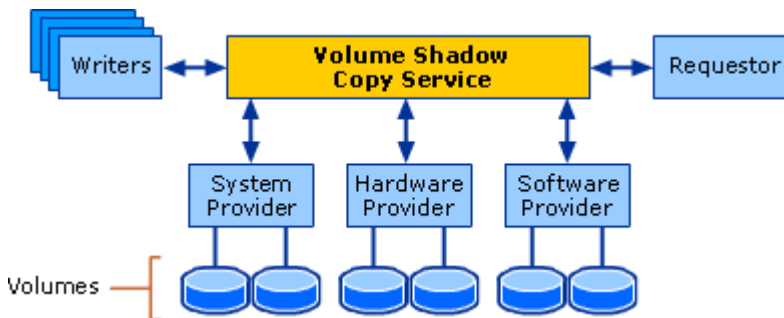 Writers
Volume Shadow
Copy Service
Requestor
System
Provider
Hardware
Provider
Software
Provider
Volumes